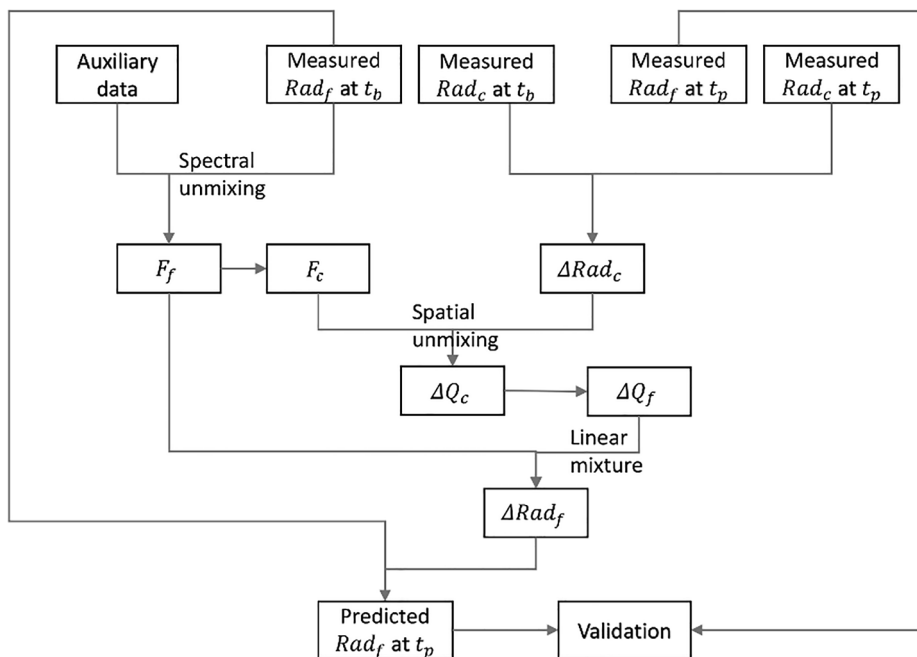 Auxiliary
data
Measured
Rad_f at t_b
Measured
Rad_c at t_b
Measured
Rad_f at t_p
Measured
Rad_c at t_p
Spectral
unmixing
F_f
F_c
ΔRad_c
Spatial
unmixing
ΔQ_c
ΔQ_f
Linear
mixture
ΔRad_f
Predicted
Rad_f at t_p
Validation